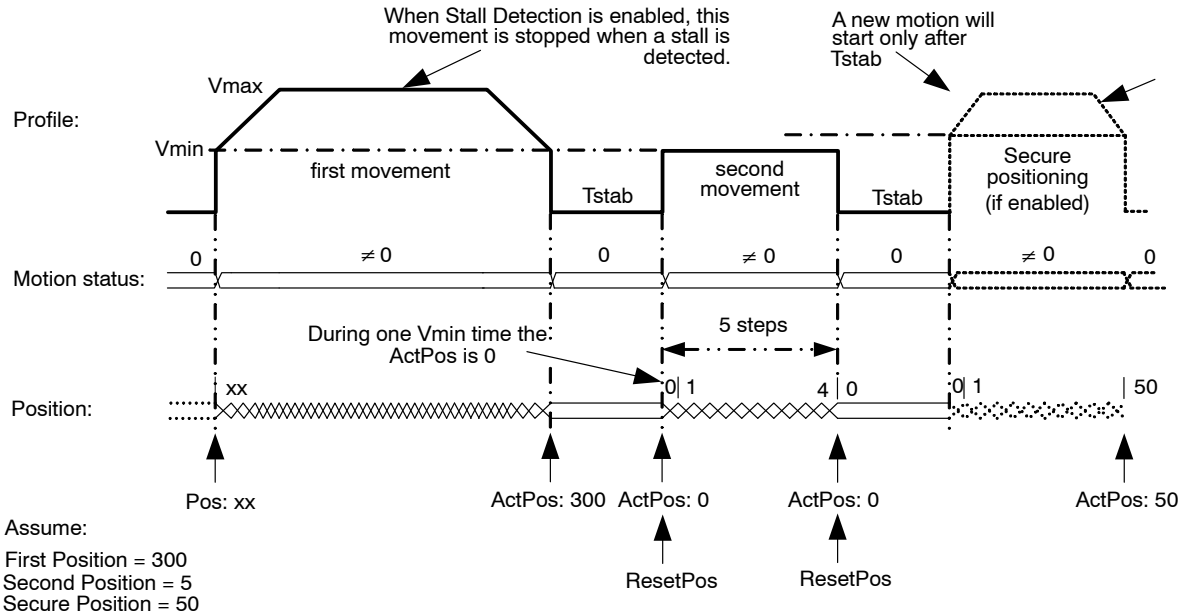 When Stall Detection is enabled, this
movement is stopped when a stall is
detected.
A new motion will
start only after
Tstab
Vmax
Profile:
Vmin
first movement
Tstab
second
movement
Tstab
Secure
positioning
(if enabled)
Motion status:
0
≠ 0
0
≠ 0
0
≠ 0
0
During one Vmin time the
ActPos is 0
5 steps
Position:
xx
0 1
4 0
0 1
50
Pos: xx
ActPos: 300
ActPos: 0
ActPos: 0
ActPos: 50
ResetPos
ResetPos
Assume:
First Position = 300
Second Position = 5
Secure Position = 50